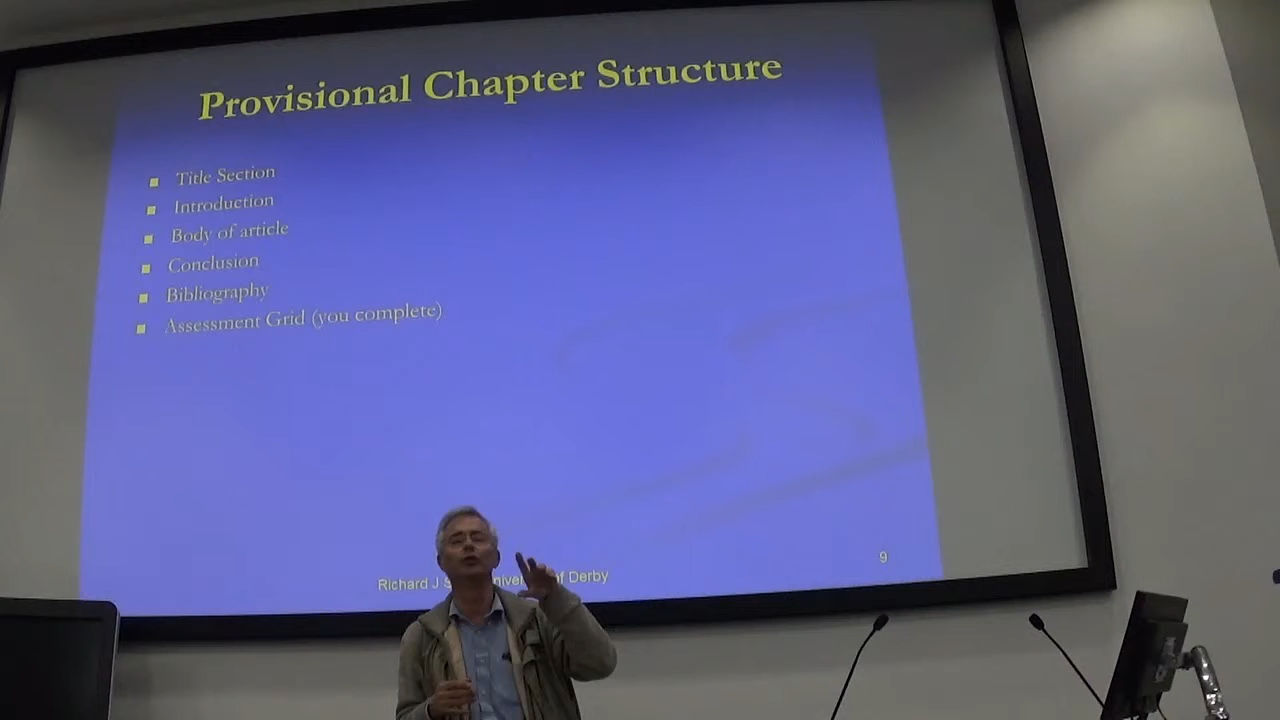 Provisional Chapter Structure
Title Section
Introduction
Body of article
Conclusion
Bibliography
Assessment Grid (you complete)
Richard J of Derby
9